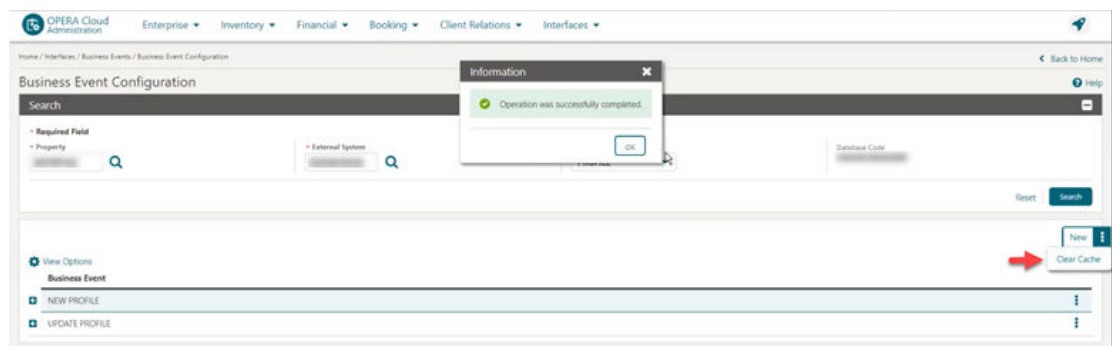 OPERA Cloud
Administration
Enterprise Inventory Financial Booking Client Relations Interfaces
Home / Interfaces / Business Events / Business Event Configuration
Back to Home
Business Event Configuration
Help
Information
Operation was successfully completed.
OK
Search
* Required Field
* Property
* External System
Database Code
Reset
Search
New
Clear Cache
View Options
Business Event
NEW PROFILE
UPDATE PROFILE